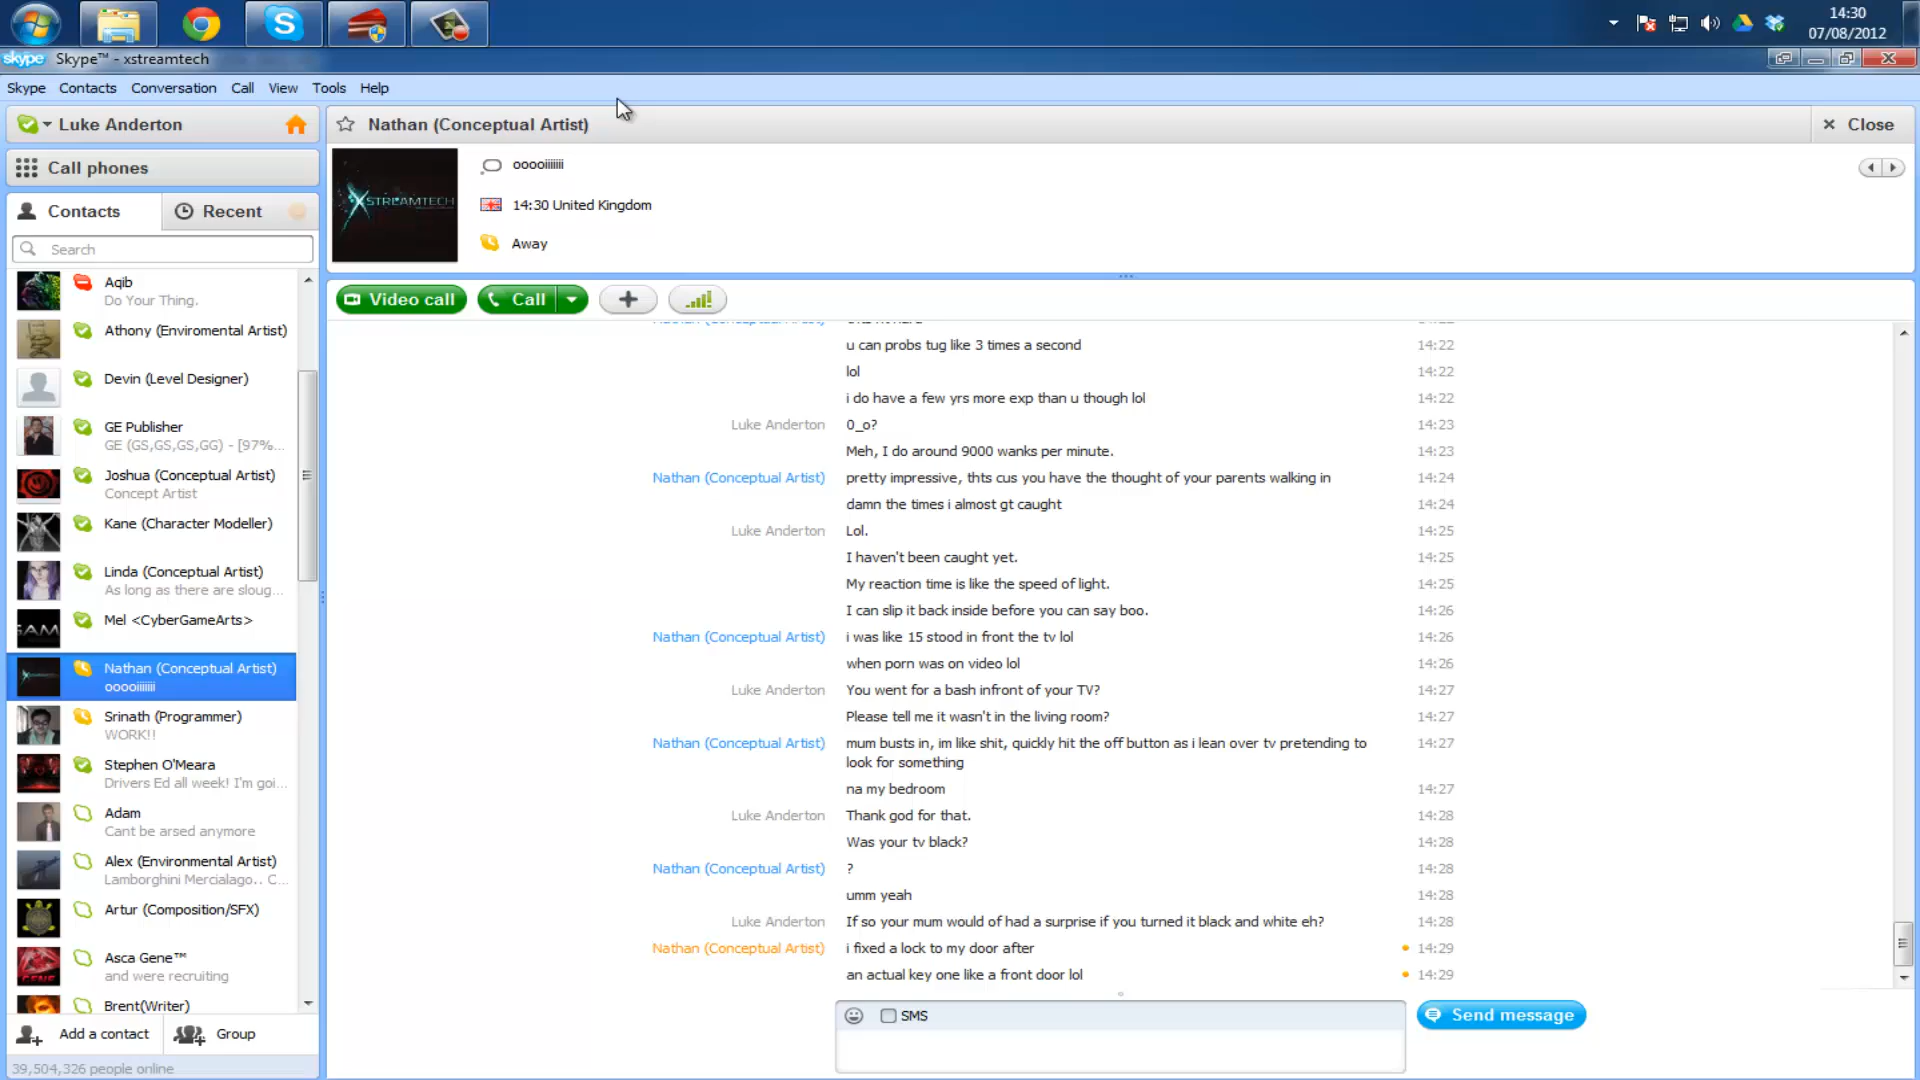 14:30
07/08/2012
skype Skype™ - xstreamtech
Skype Contacts Conversation Call View Tools Help
Luke Anderton
Call phones
Contacts Recent
Search
Aqib
Do Your Thing.
Athony (Enviromental Artist)
Devin (Level Designer)
GE Publisher
GE (GS,GS,GS,GG) - [97%...
Joshua (Conceptual Artist)
Concept Artist
Kane (Character Modeller)
Linda (Conceptual Artist)
As long as there are sloug...
Mel <CyberGameArts>
Nathan (Conceptual Artist)
ooooiiiiiii
Srinath (Programmer)
WORK!!
Stephen O'Meara
Drivers Ed all week! I'm goi...
Adam
Cant be arsed anymore
Alex (Environmental Artist)
Lamborghini Mercialago.. C...
Artur (Composition/SFX)
Asca Gene™
and were recruiting
Brent(Writer)
Add a contact Group
39,504,326 people online
Nathan (Conceptual Artist) Close
XSTREAMTECH
ooooiiiiiii
14:30 United Kingdom
Away
Video call Call
u can probs tug like 3 times a second 14:22
lol 14:22
i do have a few yrs more exp than u though lol 14:22
Luke Anderton 0_o? 14:23
Meh, I do around 9000 wanks per minute. 14:23
Nathan (Conceptual Artist) pretty impressive, thts cus you have the thought of your parents walking in 14:24
damn the times i almost gt caught 14:24
Luke Anderton Lol. 14:25
I haven't been caught yet. 14:25
My reaction time is like the speed of light. 14:25
I can slip it back inside before you can say boo. 14:26
Nathan (Conceptual Artist) i was like 15 stood in front the tv lol 14:26
when porn was on video lol 14:26
Luke Anderton You went for a bash infront of your TV? 14:27
Please tell me it wasn't in the living room? 14:27
Nathan (Conceptual Artist) mum busts in, im like shit, quickly hit the off button as i lean over tv pretending to 14:27
look for something
na my bedroom 14:27
Luke Anderton Thank god for that. 14:28
Was your tv black? 14:28
Nathan (Conceptual Artist) ? 14:28
umm yeah 14:28
Luke Anderton If so your mum would of had a surprise if you turned it black and white eh? 14:28
Nathan (Conceptual Artist) i fixed a lock to my door after 14:29
an actual key one like a front door lol 14:29
SMS Send message